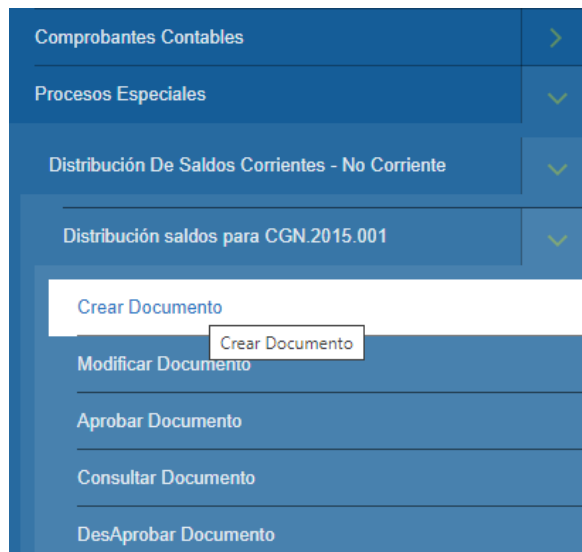 Comprobantes Contables
Procesos Especiales
Distribución De Saldos Corrientes - No Corriente
Distribución saldos para CGN.2015.001
Crear Documento
Crear Documento
Modificar Documento
Aprobar Documento
Consultar Documento
DesAprobar Documento